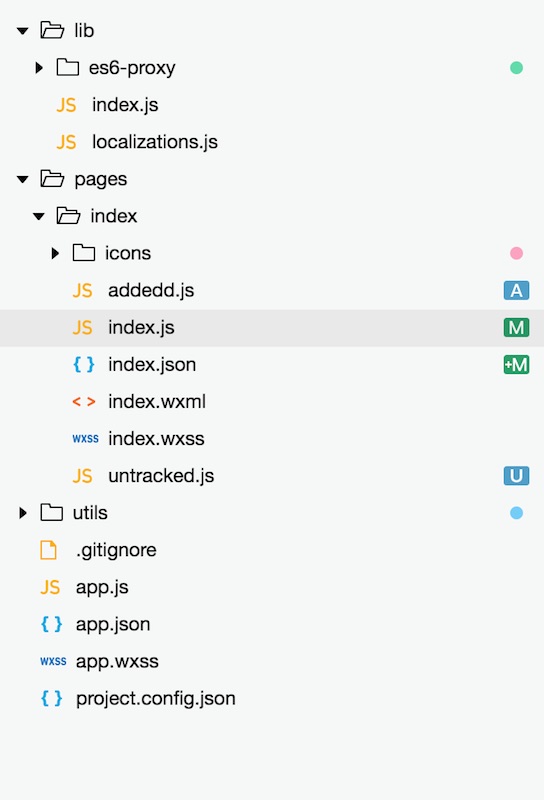 lib
es6-proxy
JS index.js
JS localizations.js
pages
index
icons
JS addedd.js A
JS index.js M
{ } index.json +M
< > index.wxml
WXSS index.wxss
JS untracked.js U
utils
.gitignore
JS app.js
{ } app.json
WXSS app.wxss
{ } project.config.json